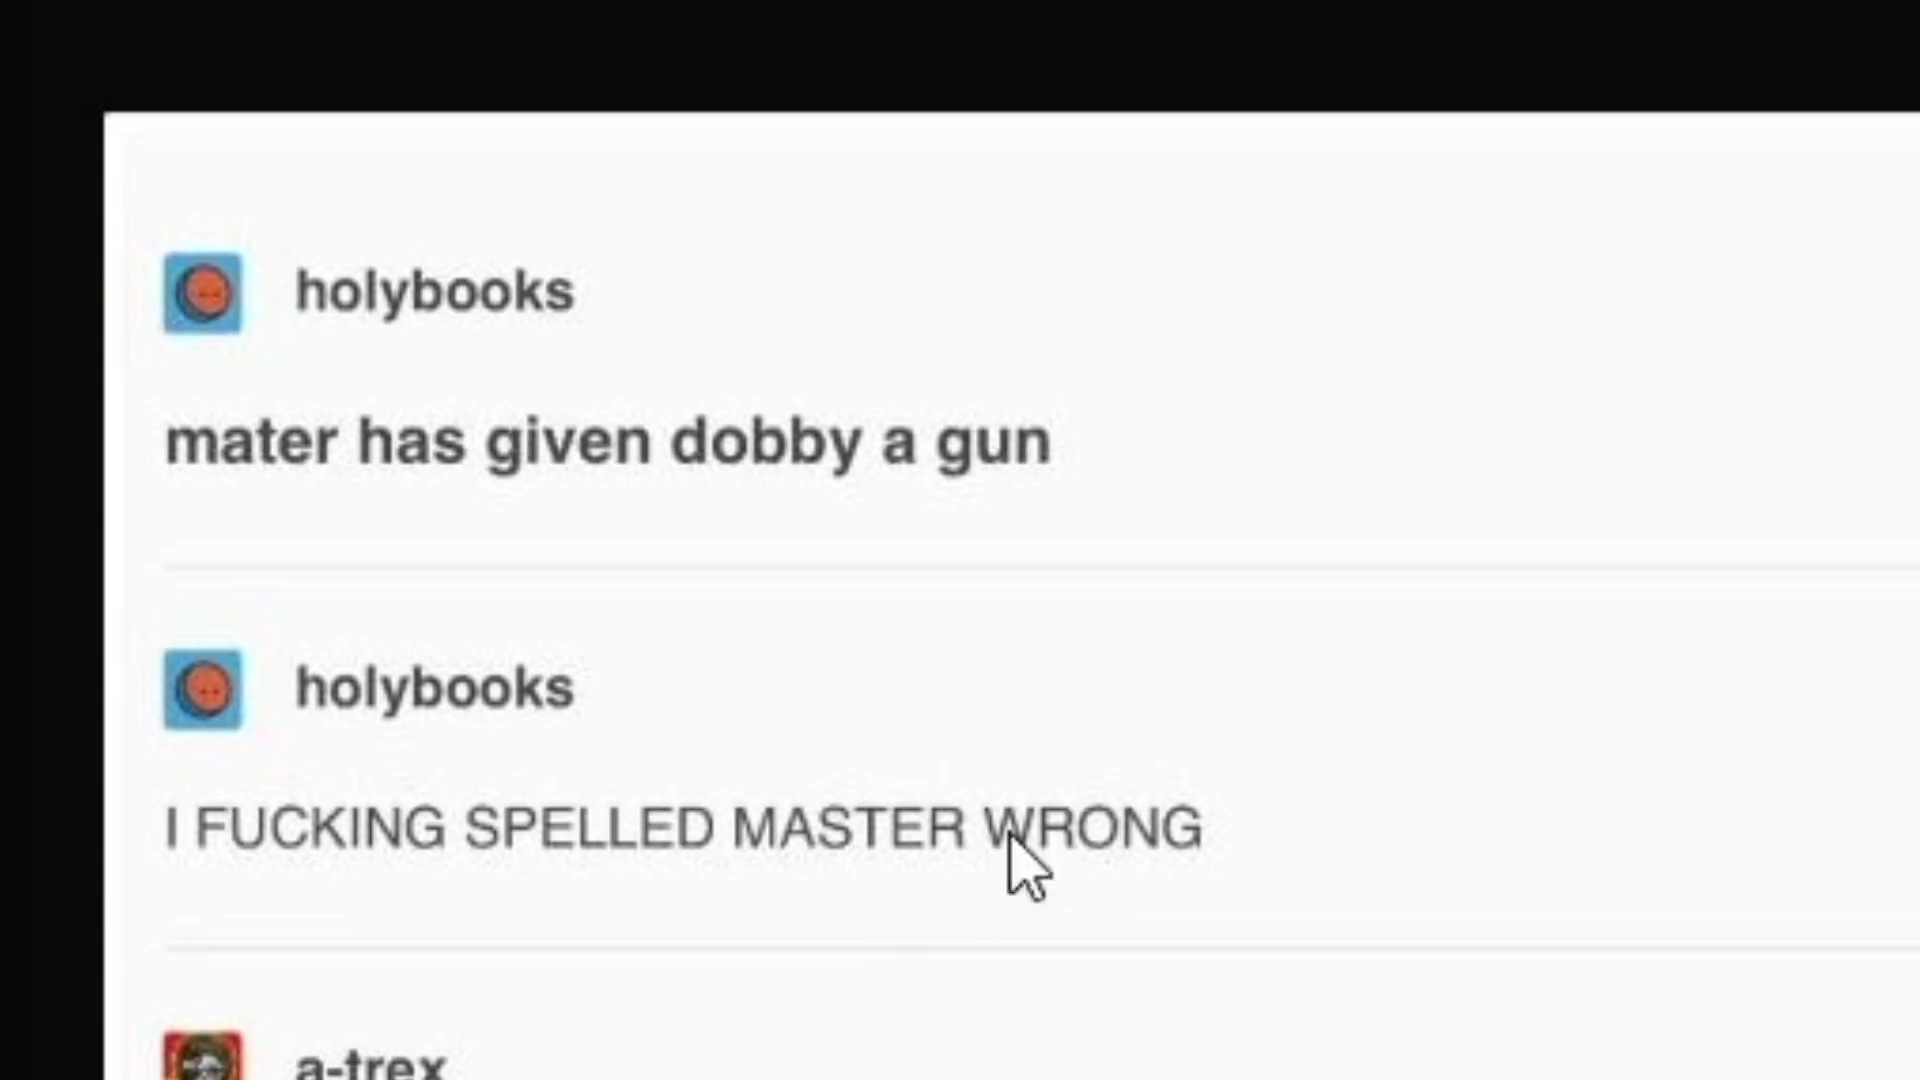 holybooks
mater has given dobby a gun
holybooks
I FUCKING SPELLED MASTER WRONG
a-trex